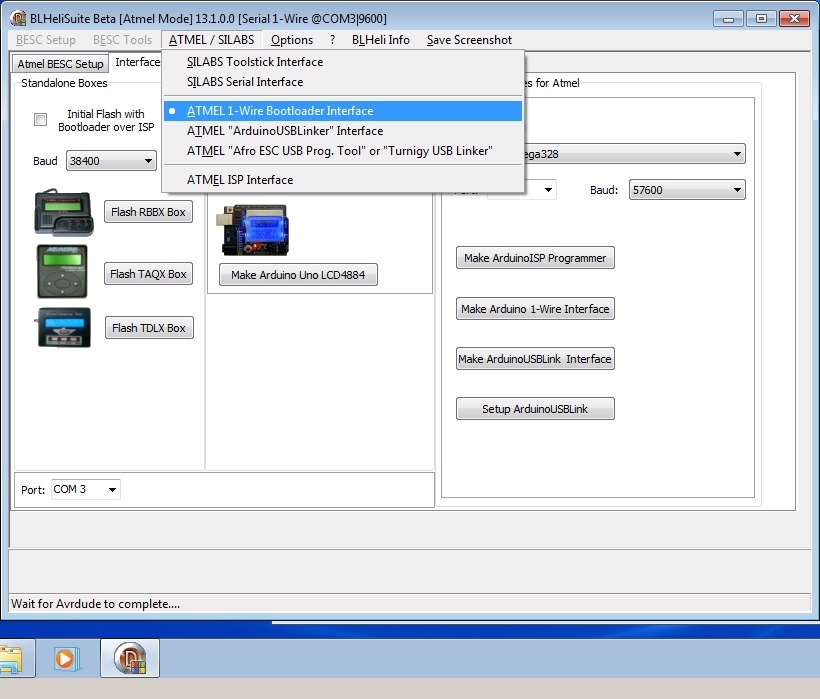 BLHeliSuite Beta [Atmel Mode] 13.1.0.0 [Serial 1-Wire @COM3|9600]
BESC Setup BESC Tools ATMEL / SILABS Options ? BLHeli Info Save Screenshot
Atmel BESC Setup Interfaces
SILABS Toolstick Interface
SILABS Serial Interface
ATMEL 1-Wire Bootloader Interface
ATMEL "ArduinoUSBLinker" Interface
ATMEL "Afro ESC USB Prog. Tool" or "Turnigy USB Linker"
ATMEL ISP Interface
Standalone Boxes
es for Atmel
Initial Flash with
Bootloader over ISP
Baud 38400
ega328
Baud: 57600
Flash RBBX Box
Flash TAQX Box
Flash TDLX Box
Make Arduino Uno LCD4884
Make ArduinoISP Programmer
Make Arduino 1-Wire Interface
Make ArduinoUSBLink Interface
Setup ArduinoUSBLink
Port: COM 3
Wait for Avrdude to complete....